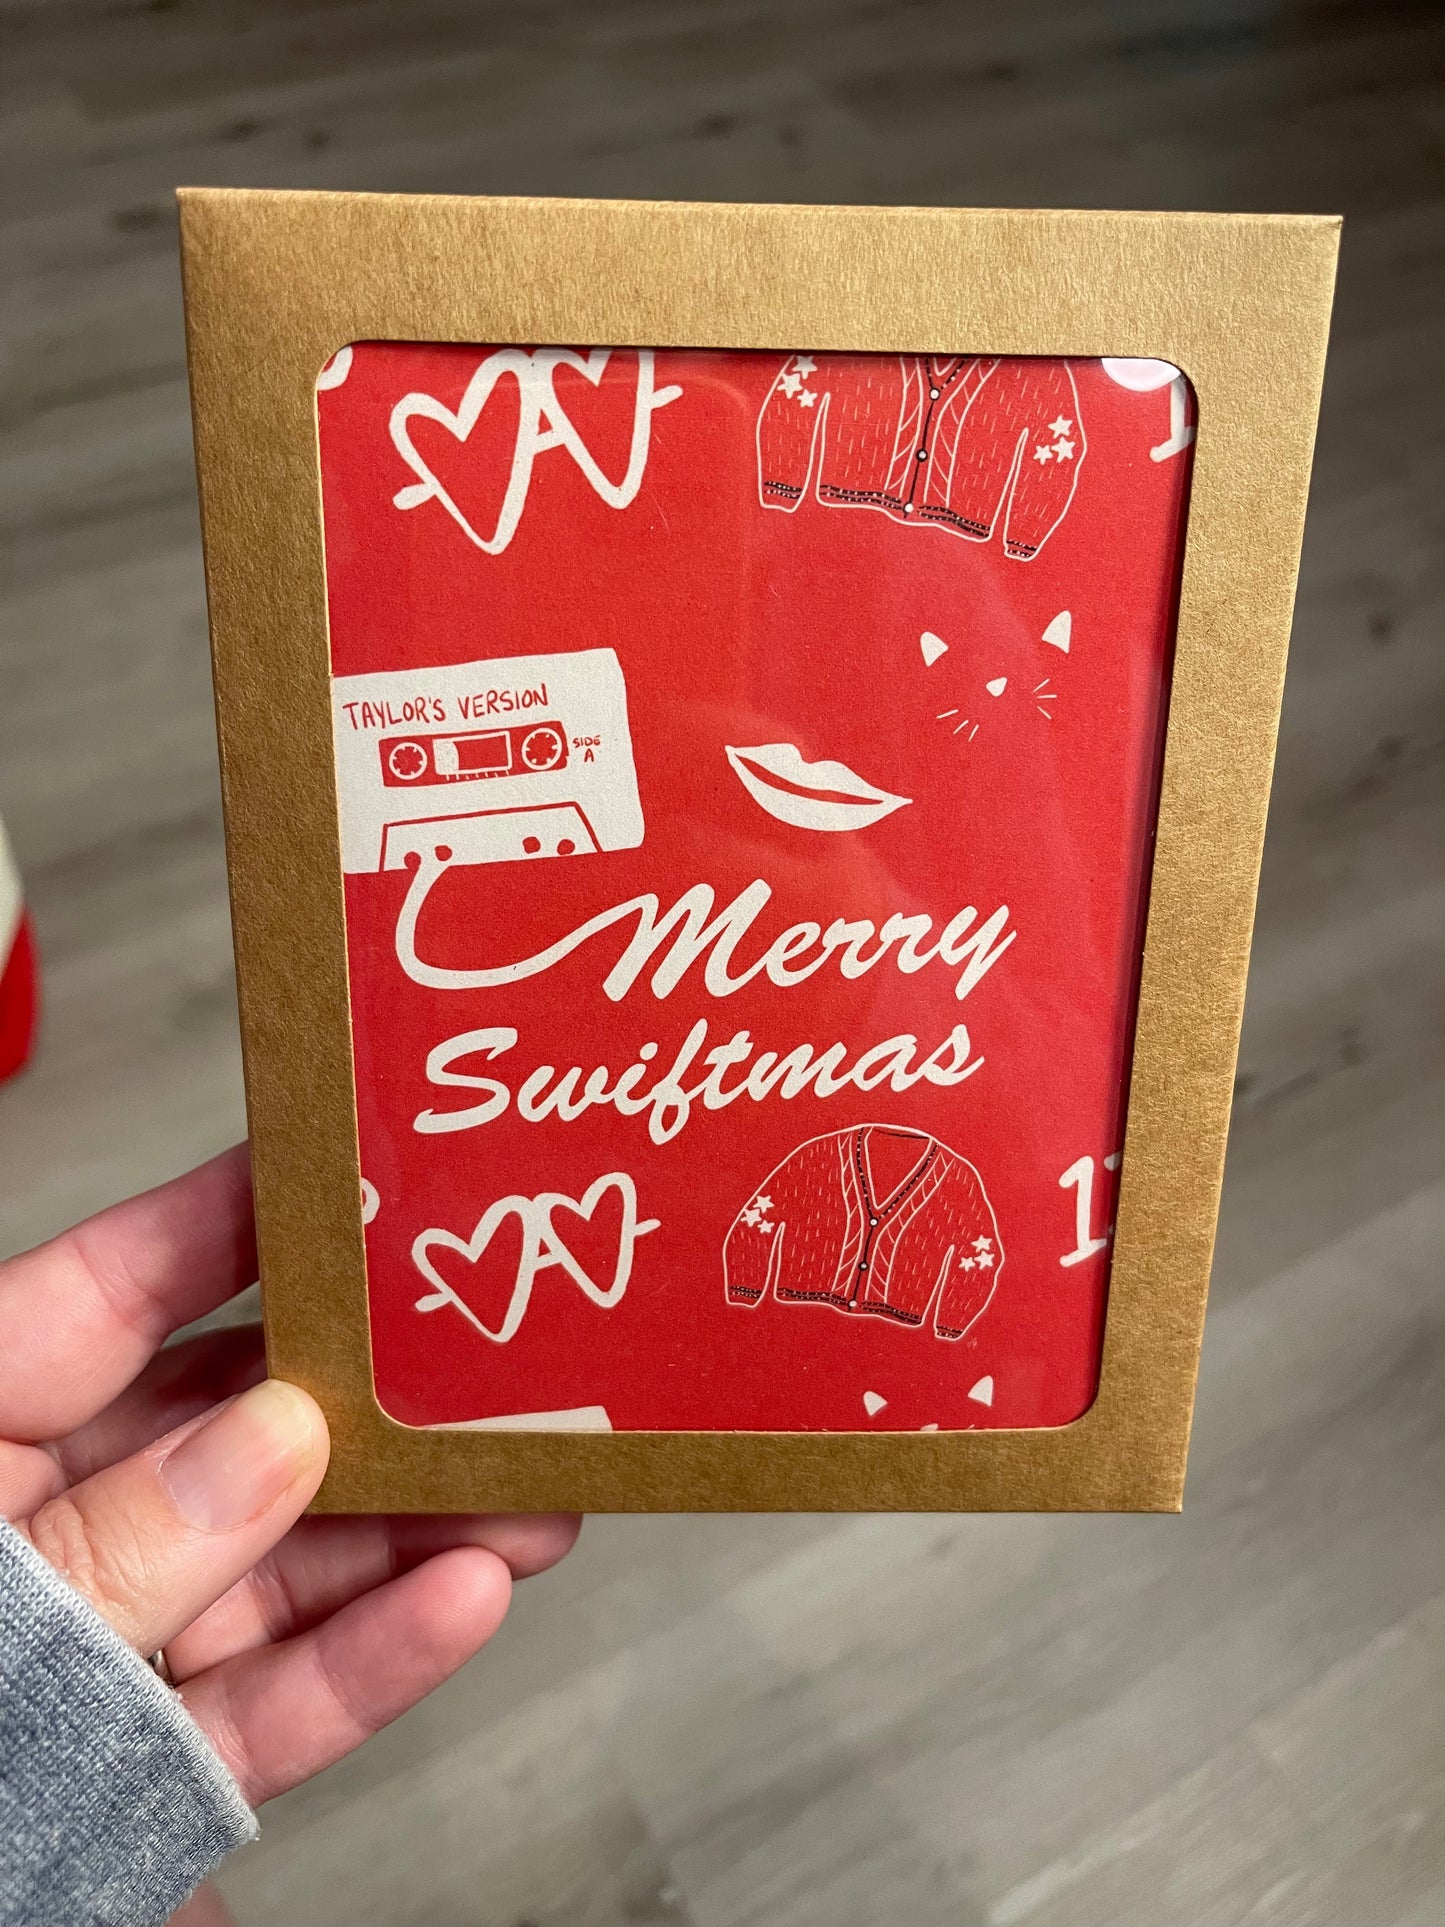 TAYLOR'S VERSION
SIDE
A
Merry
Swiftmas